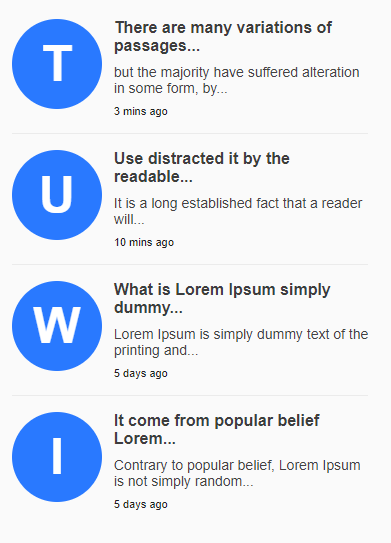 T
There are many variations of
passages...
but the majority have suffered alteration
in some form, by...
3 mins ago
U
Use distracted it by the
readable...
It is a long established fact that a reader
will...
10 mins ago
W
What is Lorem Ipsum simply
dummy...
Lorem Ipsum is simply dummy text of the
printing and...
5 days ago
I
It come from popular belief
Lorem...
Contrary to popular belief, Lorem Ipsum
is not simply random...
5 days ago